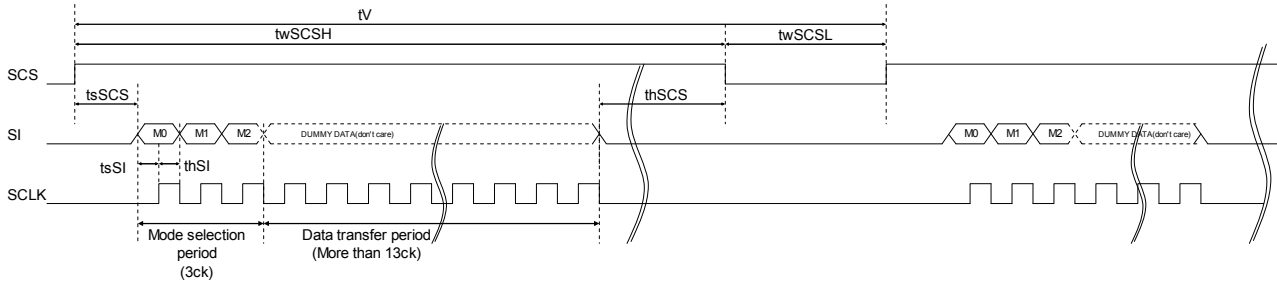 tV
twSCSH
twSCSL
SCS
tsSCS
thSCS
SI
M0
M1
M2
DUMMY DATA(don't care)
M0
M1
M2
DUMMY DATA(don't care)
tsSI
thSI
SCLK
Mode selection
period
(3ck)
Data transfer period
(More than 13ck)